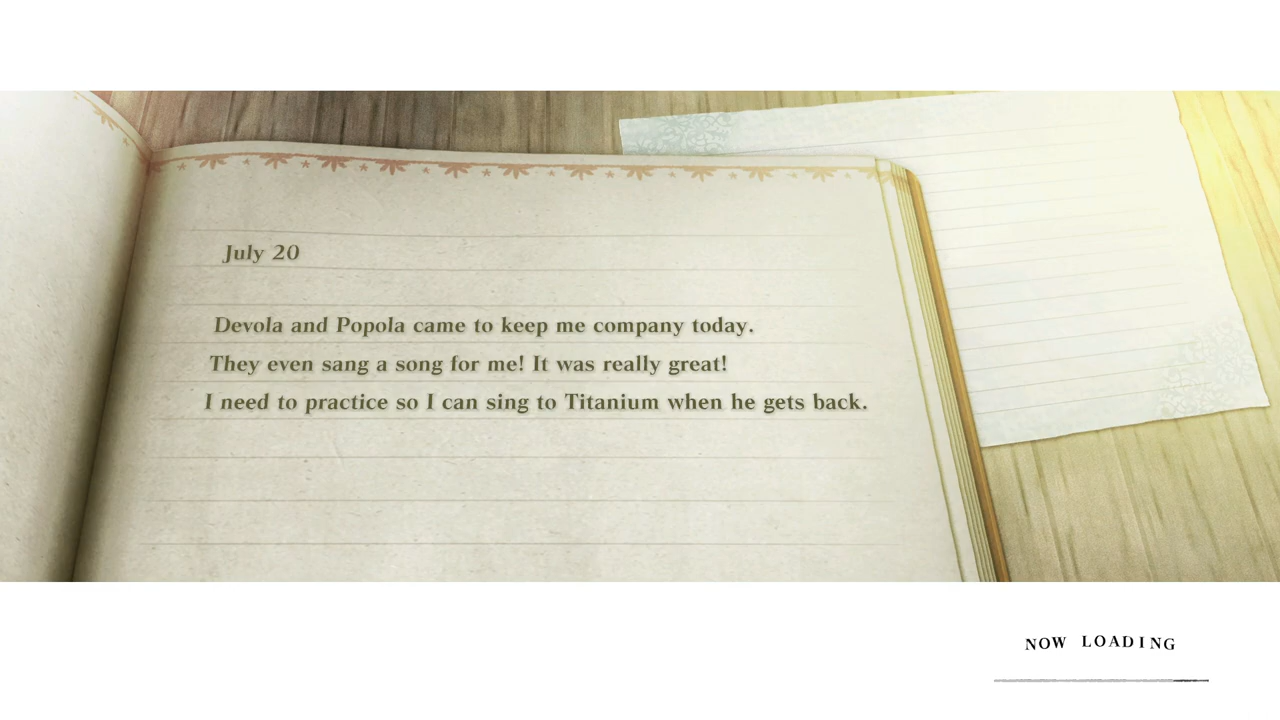 July 20
Devola and Popola came to keep me company today.
They even sang a song for me! It was really great!
I need to practice so I can sing to Titanium when he gets back.
NOW LOADING